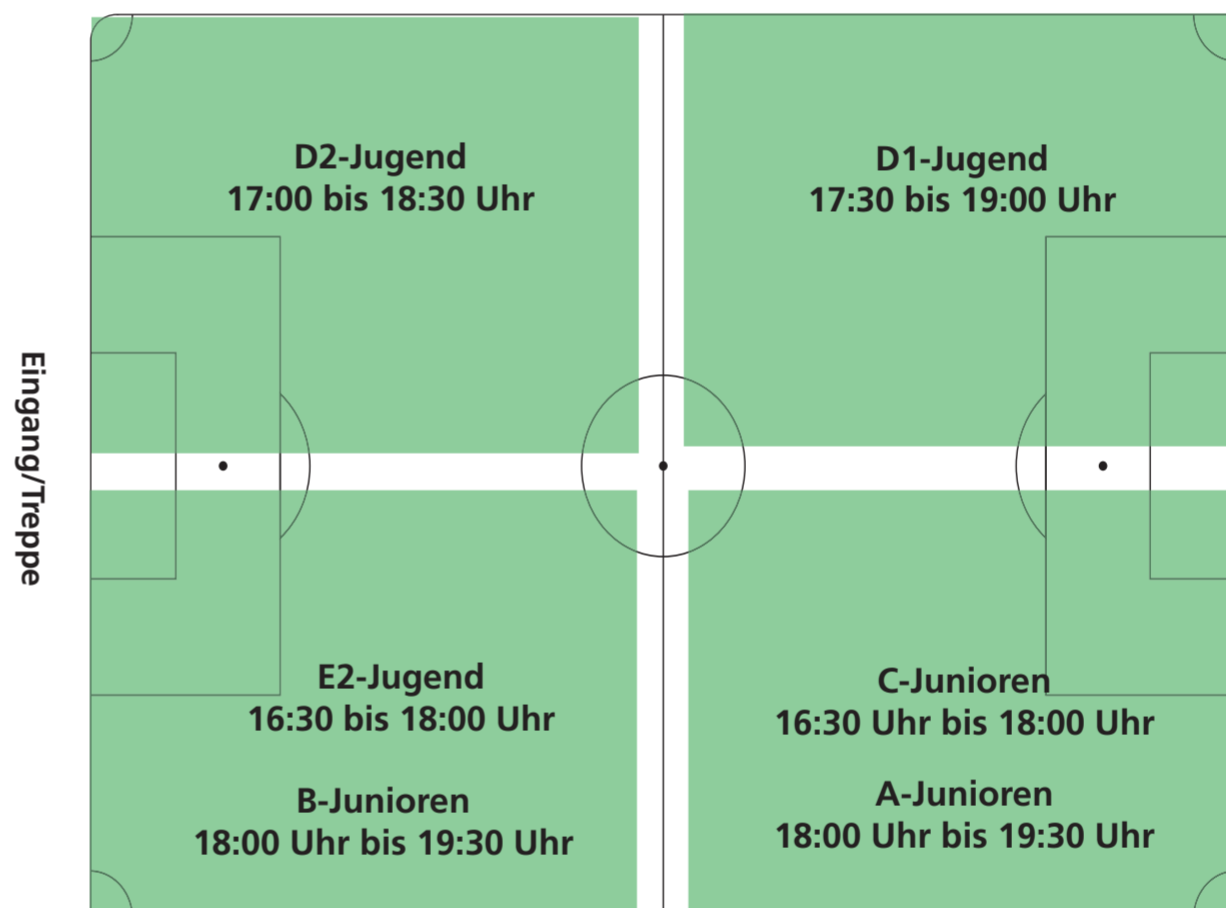 D2-Jugend
17:00 bis 18:30 Uhr
D1-Jugend
17:30 bis 19:00 Uhr
Eingang/Treppe
E2-Jugend
16:30 bis 18:00 Uhr
B-Junioren
18:00 Uhr bis 19:30 Uhr
C-Junioren
16:30 Uhr bis 18:00 Uhr
A-Junioren
18:00 Uhr bis 19:30 Uhr